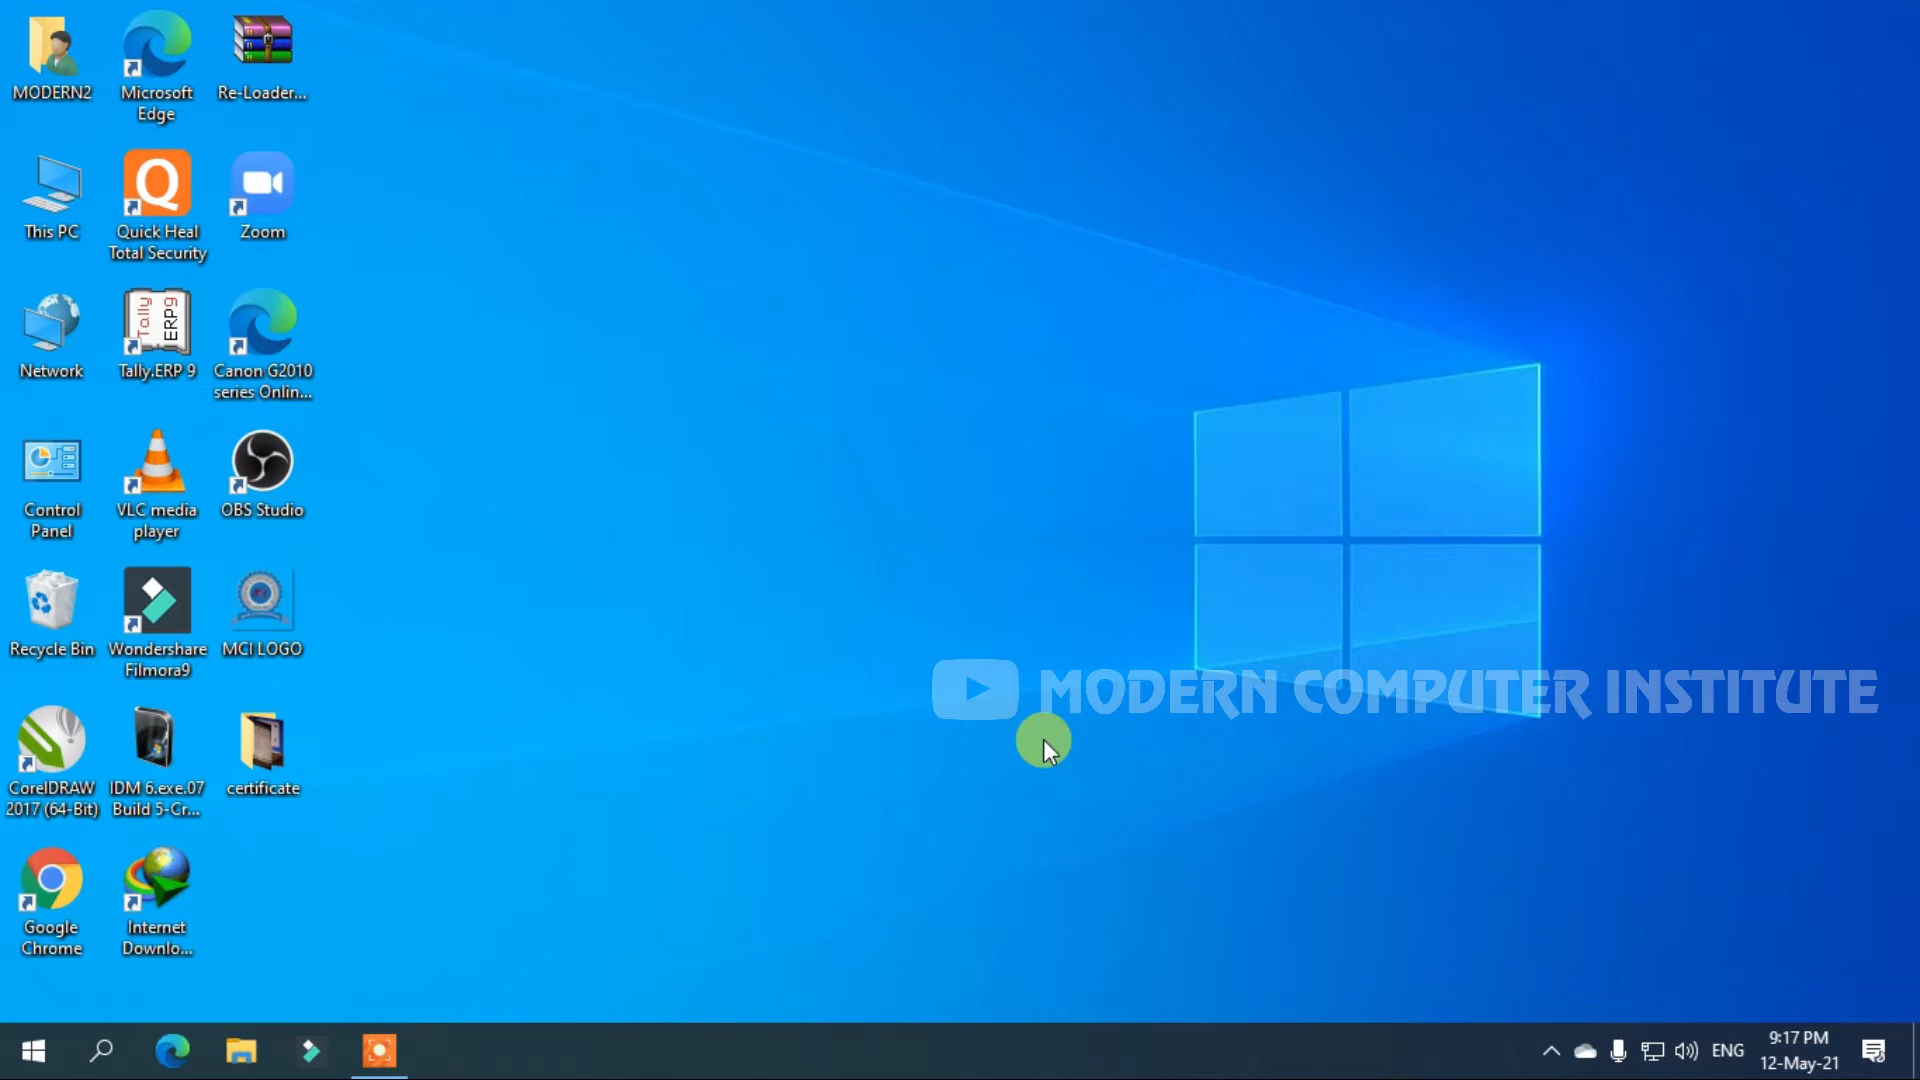 MODERN2
Microsoft
Edge
Re-Loader...
This PC
Quick Heal
Total Security
Zoom
Network
Tally.ERP 9
Canon G2010
series Onlin...
Control
Panel
VLC media
player
OBS Studio
Recycle Bin
Wondershare
Filmora9
MCI LOGO
CorelDRAW
2017 (64-Bit)
IDM 6.exe.07
Build 5-Cr...
certificate
Google
Chrome
Internet
Downlo...
Tally
ERP9
MODERN COMPUTER INSTITUTE
ENG
9:17 PM
12-May-21